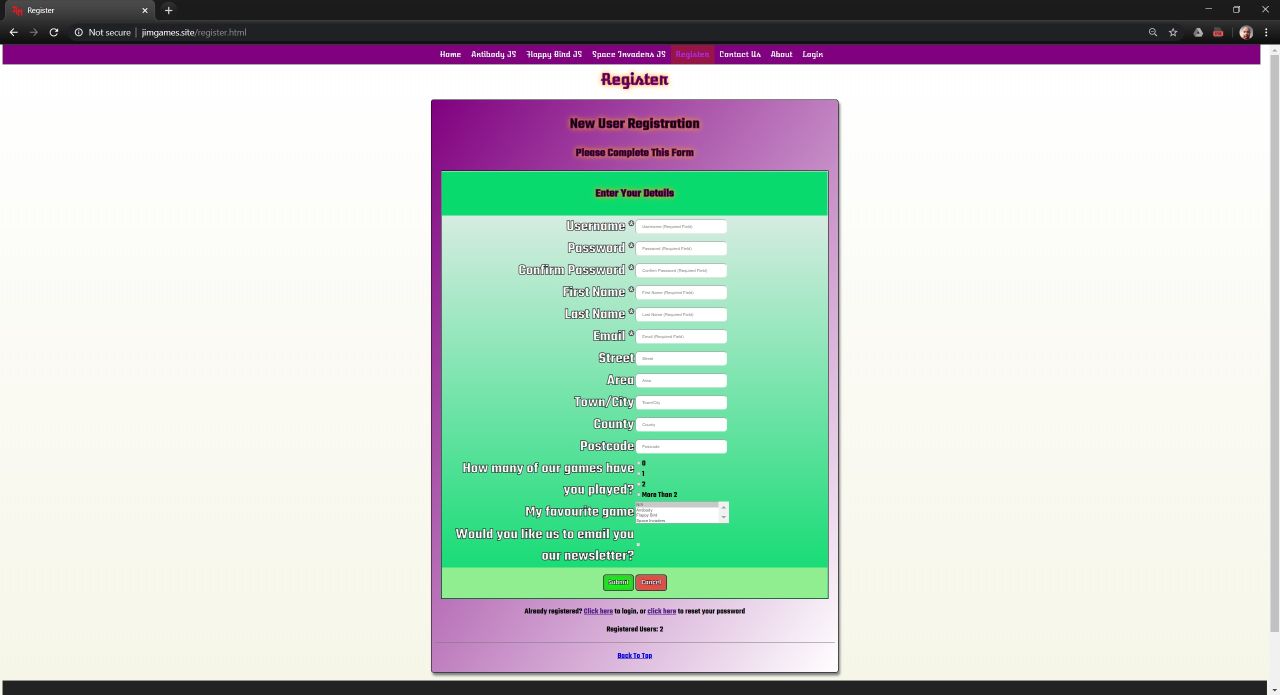 Register
Not secure | jimgames.site/register.html
Home Antibody JS Flappy Bird JS Space Invaders JS Register Contact Us About Login
Register
New User Registration
Please Complete This Form
Enter Your Details
Username * Username (Required Field)
Password * Password (Required Field)
Confirm Password * Confirm Password (Required Field)
First Name * First Name (Required Field)
Last Name * Last Name (Required Field)
Email * Email (Required Field)
Street Street
Area Area
Town/City Town/City
County County
Postcode Postcode
How many of our games have
you played?
0
1
2
More Than 2
My favourite game
N/A
Antibody
Flappy Bird
Space Invaders
Would you like us to email you
our newsletter?
Submit Cancel
Already registered? Click here to login, or click here to reset your password
Registered Users: 2
Back To Top